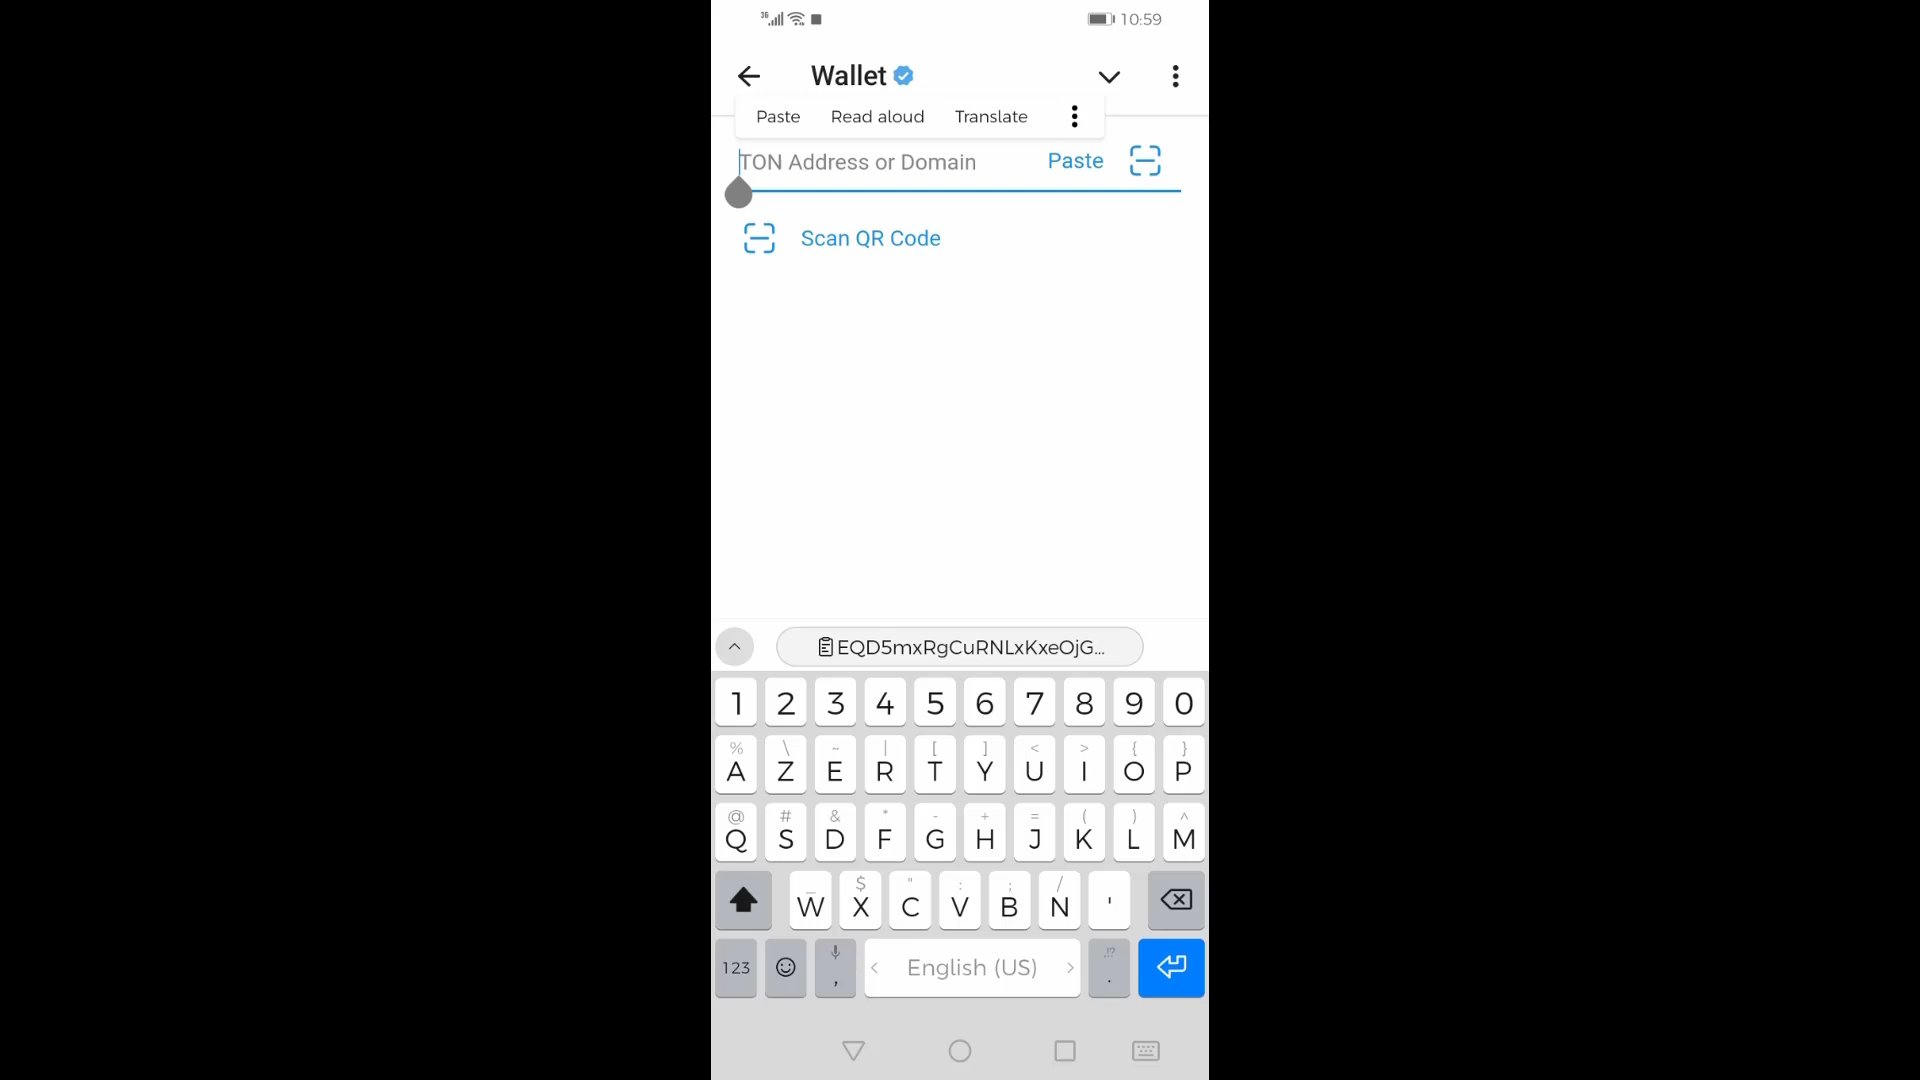 3G 10:59
Wallet
Paste Read aloud Translate
TON Address or Domain Paste
Scan QR Code
EQD5mxRgCuRNLxKxeOjG...
1 2 3 4 5 6 7 8 9 0
% \ ~ | [ ] < > { }
A Z E R T Y U I O P
@ # & * - + = ( ) ^
Q S D F G H J K L M
_ $ " : ; /
W X C V B N '
,!?
123 , < English (US) > .